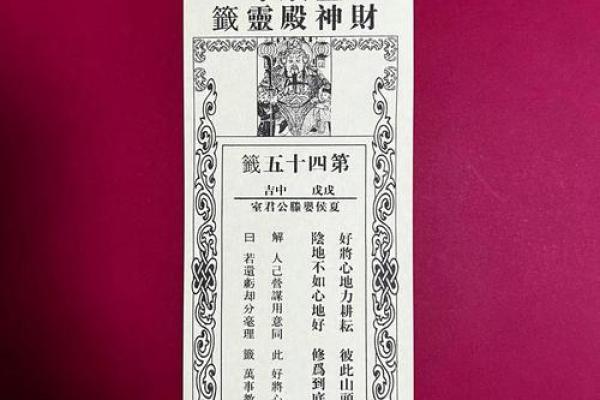 財神殿靈籤
第四十五籤
戊戌 中吉
夏侯嬰滕公君室
好將心地力耕耘 彼此山頭
陰地不如心地好 修爲到底
解 人己營謀用意同 此 好將心
曰 若還虧却分毫理 籤 萬事教